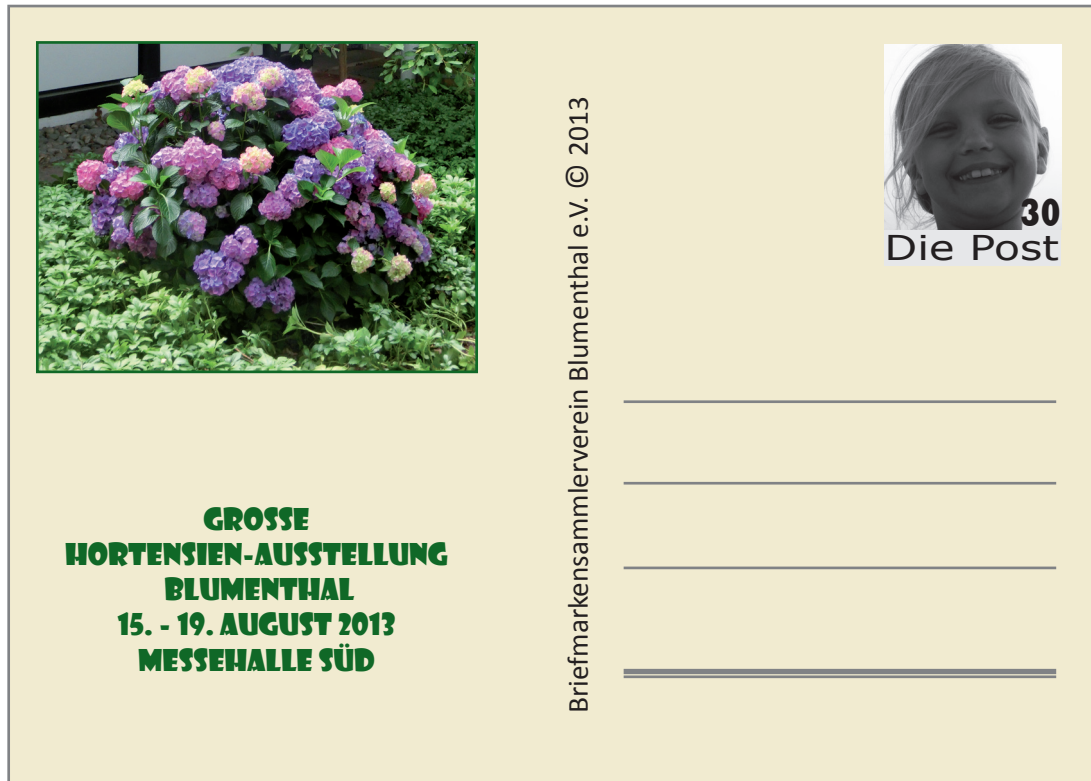 GROSSE
HORTENSIEN-AUSSTELLUNG
BLUMENTHAL
15. - 19. AUGUST 2013
MESSEHALLE SÜD
Briefmarkensammlerverein Blumenthal e.V. © 2013
30
Die Post